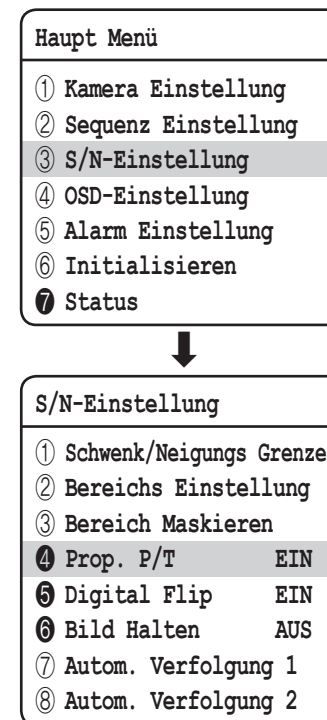 Haupt Menü
① Kamera Einstellung
② Sequenz Einstellung
③ S/N-Einstellung
④ OSD-Einstellung
⑤ Alarm Einstellung
⑥ Initialisieren
❼ Status
S/N-Einstellung
① Schwenk/Neigungs Grenze
② Bereichs Einstellung
③ Bereich Maskieren
❹ Prop. P/T EIN
❺ Digital Flip EIN
❻ Bild Halten AUS
⑦ Autom. Verfolgung 1
⑧ Autom. Verfolgung 2